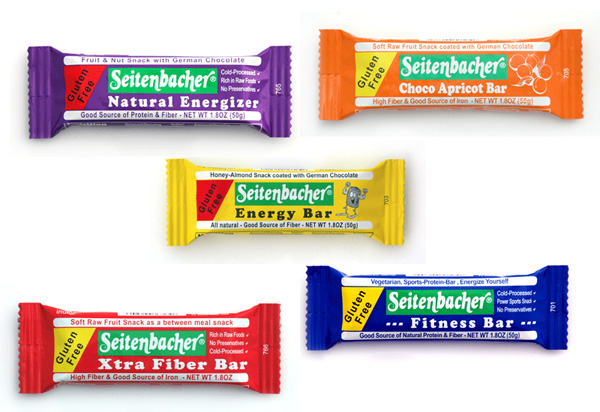 Fruit & Nut Snack with German Chocolate
Gluten Free
Seitenbacher®
Cold-Processed ✓
Rich in Raw Foods ✓
No Preservatives ✓
Natural Energizer
Good Source of Protein & Fiber - NET WT 1.8OZ (50g)
765
Soft Raw Fruit Snack coated with German Chocolate
Gluten Free
Seitenbacher®
Choco Apricot Bar
High Fiber & Good Source of Iron - NET WT 1.8OZ (50g)
Honey-Almond Snack coated with German Chocolate
Gluten Free
Seitenbacher®
Energy Bar
All natural - Good Source of Fiber - NET WT 1.8OZ (50g)
703
Soft Raw Fruit Snack as a between meal snack
Gluten Free
Seitenbacher®
Rich in Raw Foods ✓
No Preservatives ✓
Cold-Processed ✓
Xtra Fiber Bar
High Fiber & Good Source of Iron - NET WT 1.8OZ
766
Vegetarian, Sports-Protein-Bar, Energize Yourself
Gluten Free
Seitenbacher®
Cold-Processed ✓
Power Sports Snack ✓
No Preservatives ✓
--- Fitness Bar ---
Good Source of Natural Protein & Fiber - NET WT 1.8OZ (50g)
701